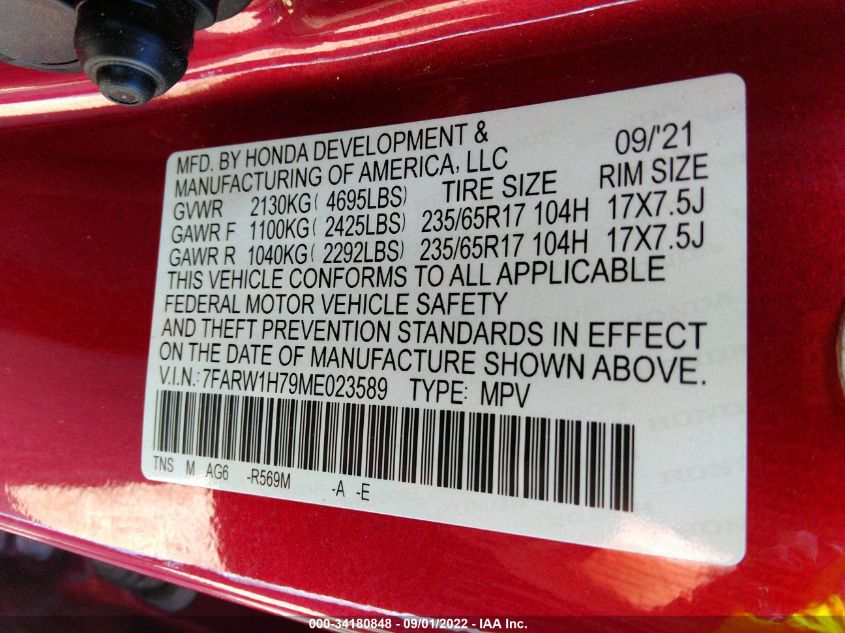 MFD. BY HONDA DEVELOPMENT & 09/'21
MANUFACTURING OF AMERICA, LLC
TIRE SIZE RIM SIZE
GVWR 2130KG( 4695LBS)
GAWR F 1100KG( 2425LBS) 235/65R17 104H 17X7.5J
GAWR R 1040KG( 2292LBS) 235/65R17 104H 17X7.5J
THIS VEHICLE CONFORMS TO ALL APPLICABLE
FEDERAL MOTOR VEHICLE SAFETY
AND THEFT PREVENTION STANDARDS IN EFFECT
ON THE DATE OF MANUFACTURE SHOWN ABOVE.
V.I.N.: 7FARW1H79ME023589 TYPE: MPV
TNS M AG6 -R569M -A -E
000-34180848 - 09/01/2022 - IAA Inc.